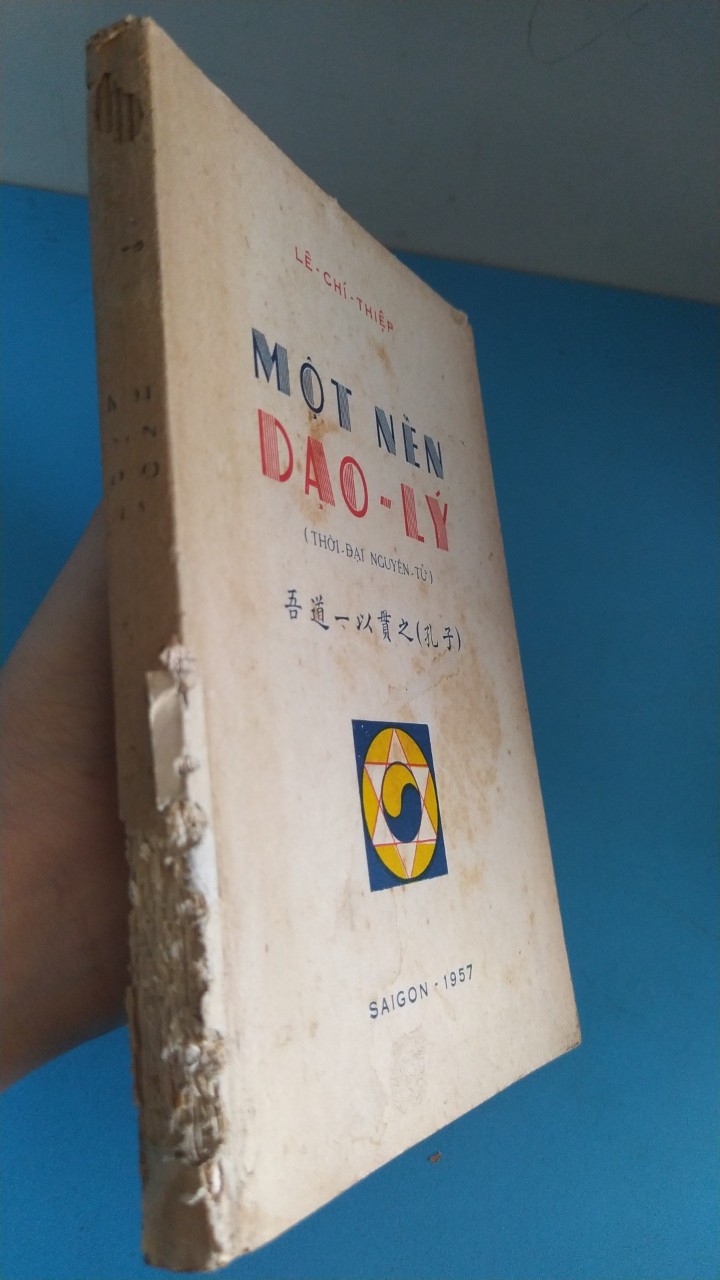 LÊ-CHÍ-THIỆP
MỘT NỀN
DẠO-LÝ
(THỜI-ĐẠI NGUYÊN-TỬ)
吾道一以貫之(孔子)
SAIGON - 1957